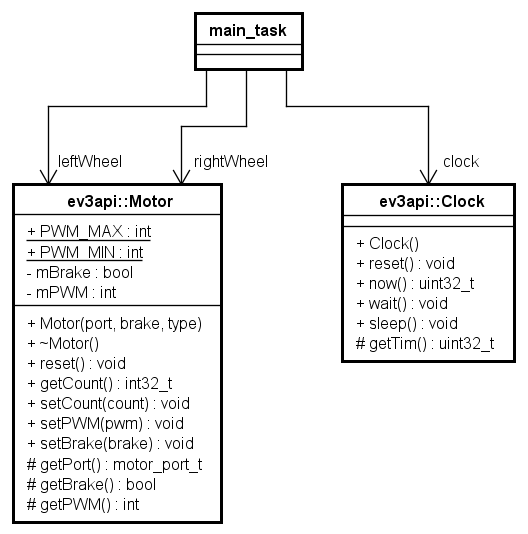 main_task
leftWheel
rightWheel
clock
ev3api::Motor
+ PWM_MAX : int
+ PWM_MIN : int
- mBrake : bool
- mPWM : int
+ Motor(port, brake, type)
+ ~Motor()
+ reset() : void
+ getCount() : int32_t
+ setCount(count) : void
+ setPWM(pwm) : void
+ setBrake(brake) : void
# getPort() : motor_port_t
# getBrake() : bool
# getPWM() : int
ev3api::Clock
+ Clock()
+ reset() : void
+ now() : uint32_t
+ wait() : void
+ sleep() : void
# getTim() : uint32_t